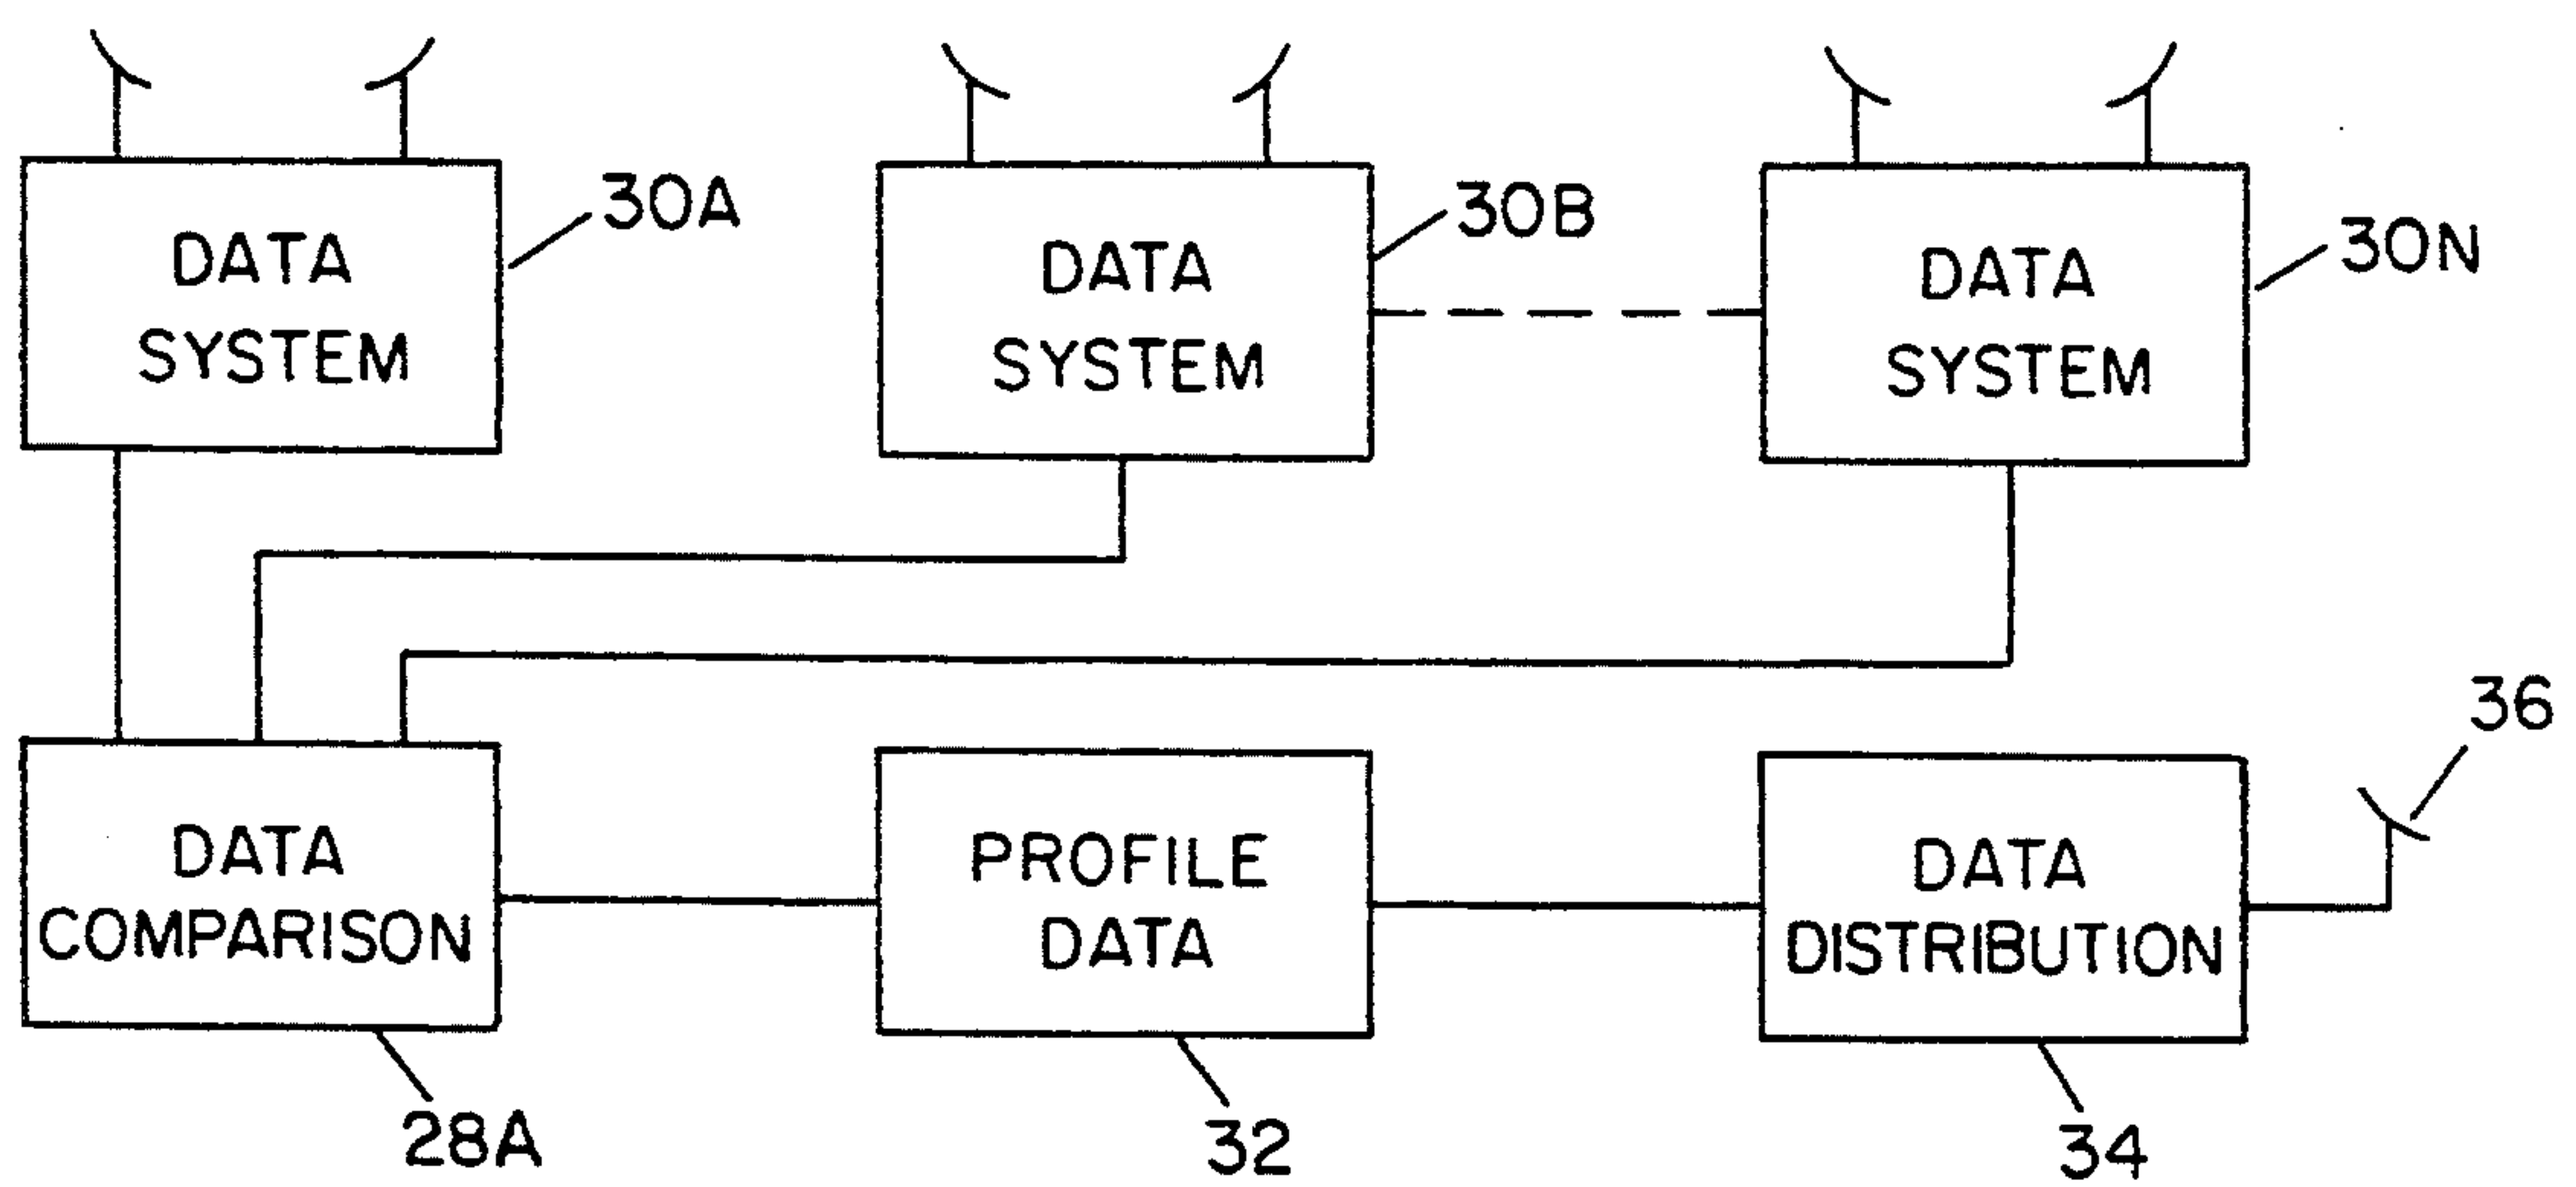 30A
30B
30N
DATA
SYSTEM
DATA
SYSTEM
DATA
SYSTEM
36
DATA
COMPARISON
PROFILE
DATA
DATA
DISTRIBUTION
28A
32
34